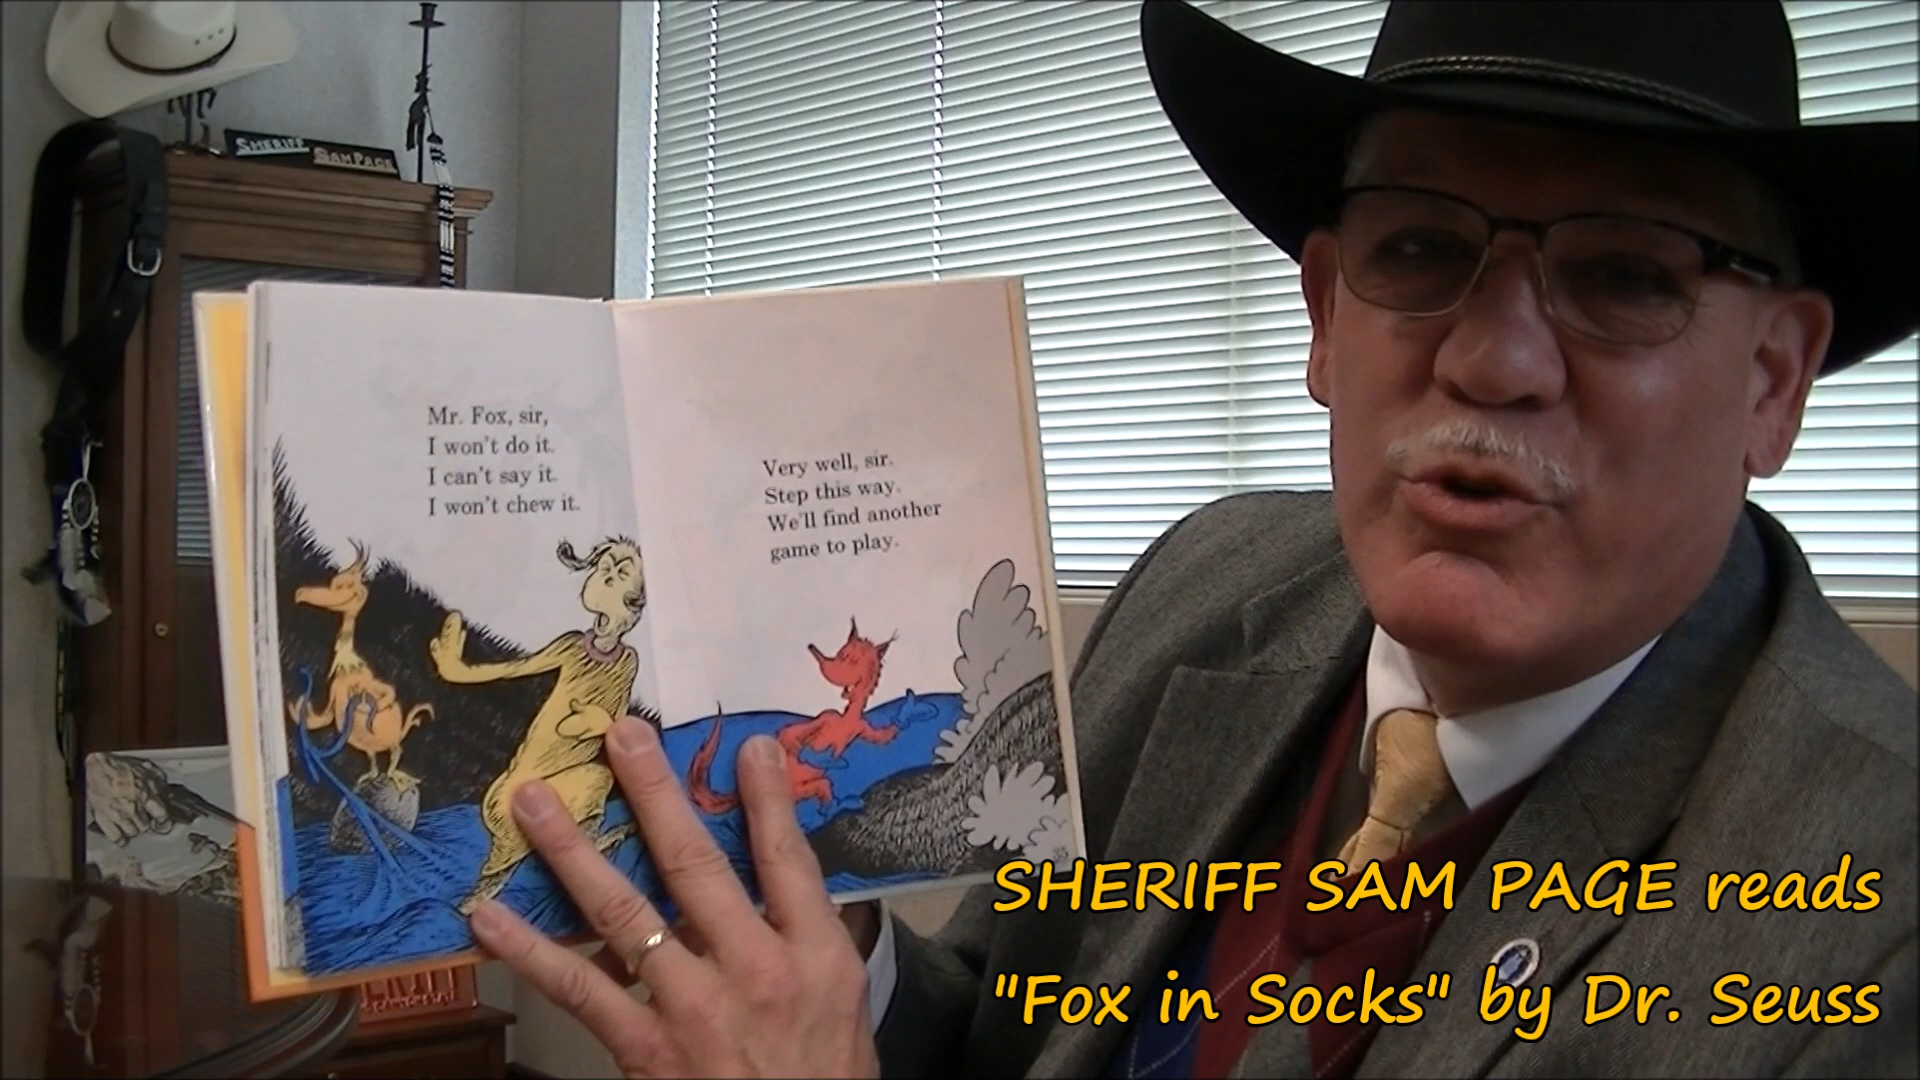 SHERIFF
SAM PAGE
Mr. Fox, sir,
I won't do it.
I can't say it.
I won't chew it.
Very well, sir.
Step this way.
We'll find another
game to play.
35
SHERIFF SAM PAGE reads
"Fox in Socks" by Dr. Seuss